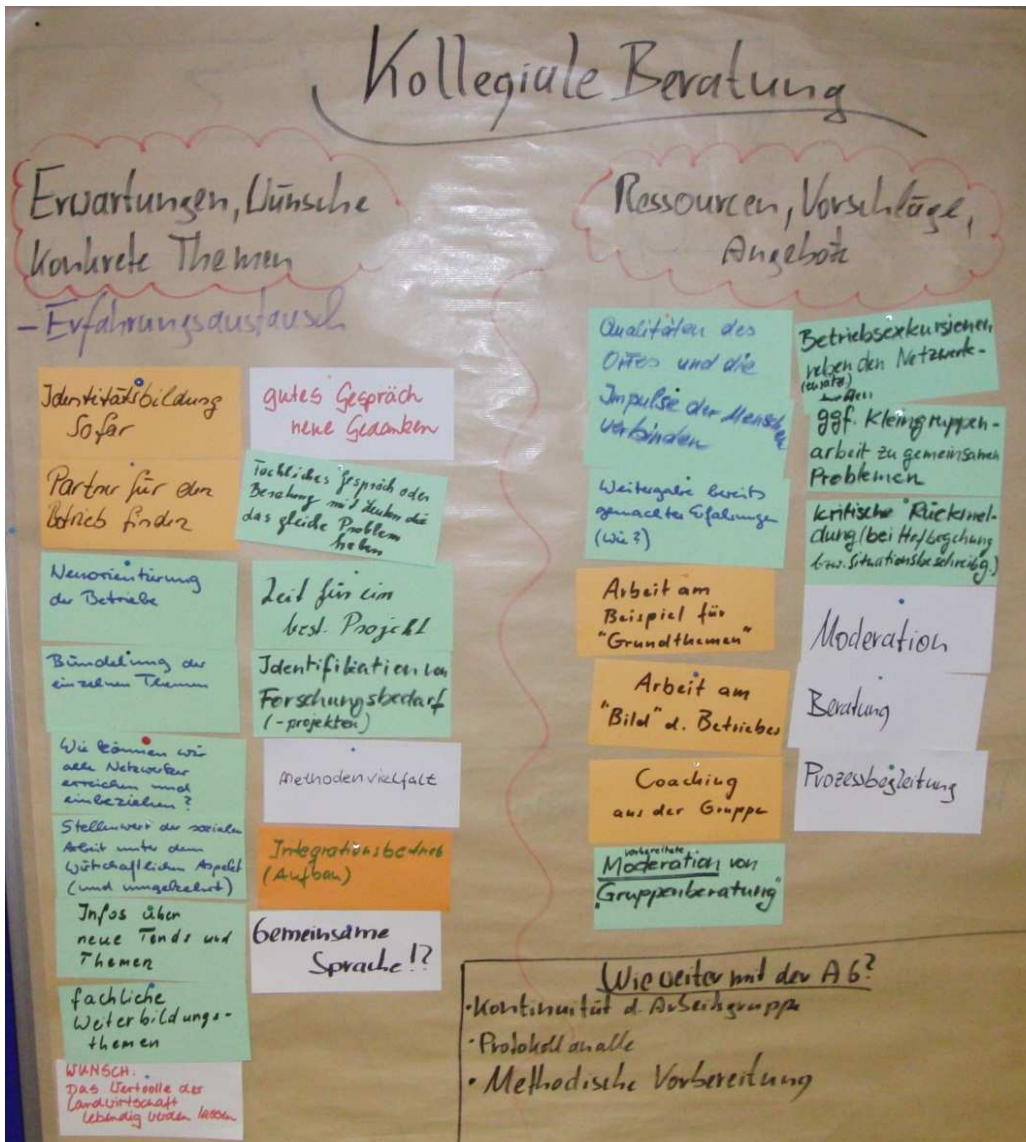 Kollegiale Beratung
Erwartungen, Wünsche
Konkrete Themen
- Erfahrungsaustausch
Identitätsbildung
Sofar
Partner für den
Betrieb finden
Neuorientierung
der Betriebe
Bündelung der
einzelnen Themen
Wie können wir
alle Netzwerker
erreichen und
einbeziehen?
Stellenwert der sozialen
Arbeit unter dem
wirtschaftlichen Aspekt
(und umgekehrt)
Infos über
neue Tends und
Themen
fachliche
Weiterbildungs-
themen
WUNSCH.
Das Wertvolle der
Landwirtschaft
lebendig werden lassen
gutes Gespräch
neue Gedanken
Fachliches Gespräch oder
Beratung mit Leuten die
das gleiche Problem
haben
Zeit für ein
best. Projekt
Identifikation von
Forschungsbedarf
(-projekten)
Methodenvielfalt
Integrationsbetrieb
(Aufbau)
Gemeinsame
Sprache!?
Ressourcen, Vorschläge,
Angebote
Qualitäten des
Ortes und die
Impulse der Menschen
verbinden
Weitergabe bereits
gemachter Erfahrungen
(wie?)
Arbeit am
Beispiel für
"Grundthemen"
Arbeit am
"Bild" d. Betriebes
Coaching
aus der Gruppe
vorbereitete
Moderation von
"Gruppenberatung"
Betriebsexkursionen
neben den Netzwerk-
treffen
ggf. Kleingruppen-
arbeit zu gemeinsamen
Problemen
kritische Rückmel-
dung (bei Hofbegehung
bzw. Situationsbeschreibg.)
Moderation
Beratung
Prozessbegleitung
Wie weiter mit der AG?
• Kontinuität d. Arbeitsgruppe
• Protokoll an alle
• Methodische Vorbereitung